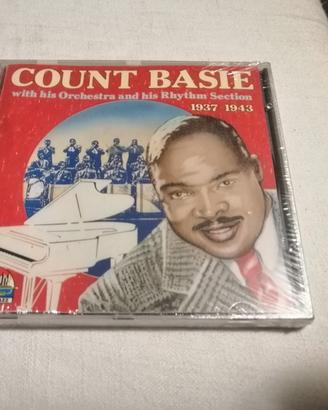 COUNT BASIE
with his Orchestra and his Rhythm Section
1937 1943